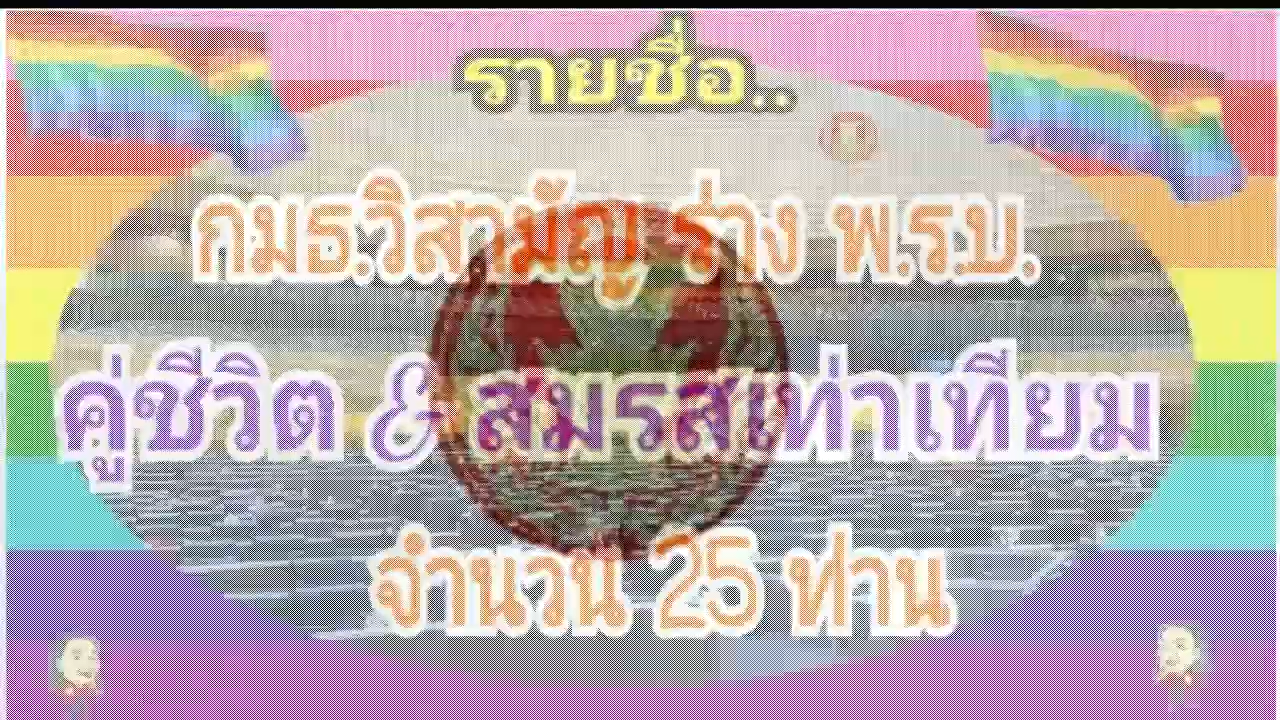 รายชื่อ..
กมธ.วิสามัญ ร่าง พ.ร.บ.
คู่ชีวิต & สมรสเท่าเทียม
จำนวน 25 ท่าน